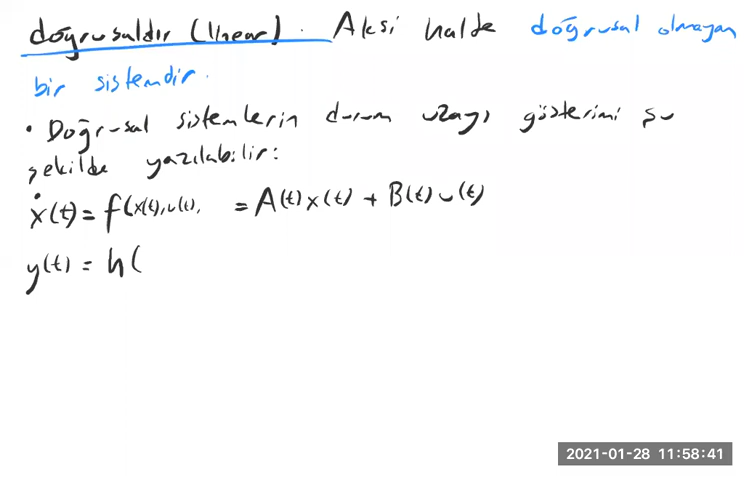 doğrusaldır (linear). Aksi halde doğrusal olmayan
bir sistemdir.
• Doğrusal sistemlerin durum uzayı gösterimi şu
şekilde yazılabilir:
ẋ(t) = f(x(t), u(t), = A(t)x(t) + B(t)u(t)
y(t) = h(
2021-01-28 11:58:41